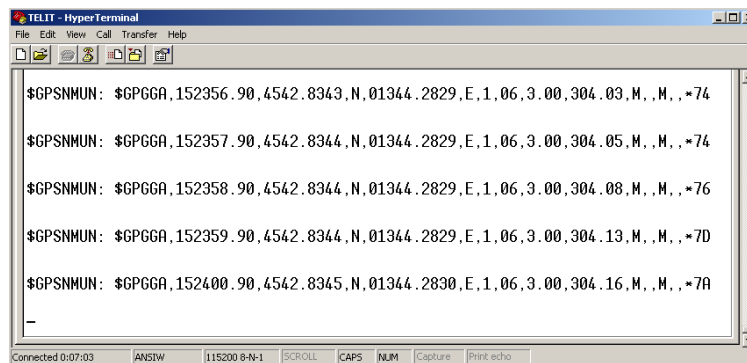 TELIT - HyperTerminal
File Edit View Call Transfer Help
$GPSNMUN: $GPGGA,152356.90,4542.8343,N,01344.2829,E,1,06,3.00,304.03,M,,M,,*74
$GPSNMUN: $GPGGA,152357.90,4542.8344,N,01344.2829,E,1,06,3.00,304.05,M,,M,,*74
$GPSNMUN: $GPGGA,152358.90,4542.8344,N,01344.2829,E,1,06,3.00,304.08,M,,M,,*76
$GPSNMUN: $GPGGA,152359.90,4542.8344,N,01344.2829,E,1,06,3.00,304.13,M,,M,,*7D
$GPSNMUN: $GPGGA,152400.90,4542.8345,N,01344.2830,E,1,06,3.00,304.16,M,,M,,*7A
_
Connected 0:07:03 ANSIW 115200 8-N-1 SCROLL CAPS NUM Capture Print echo